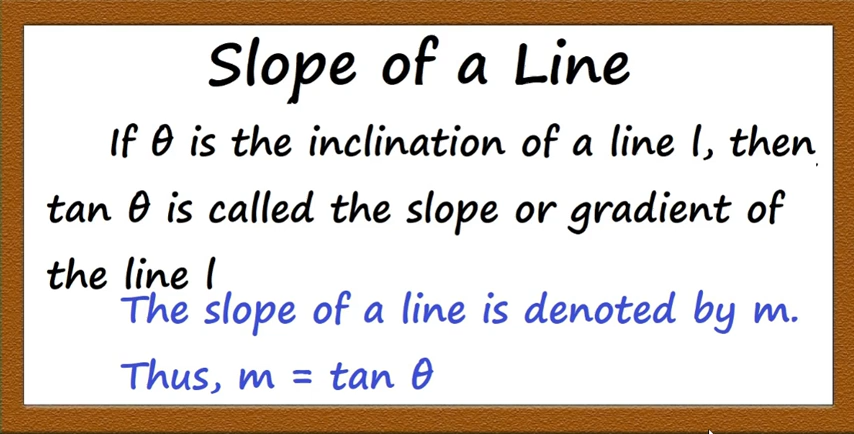 Slope of a Line
If θ is the inclination of a line l, then
tan θ is called the slope or gradient of
the line l
The slope of a line is denoted by m.
Thus, m = tan θ